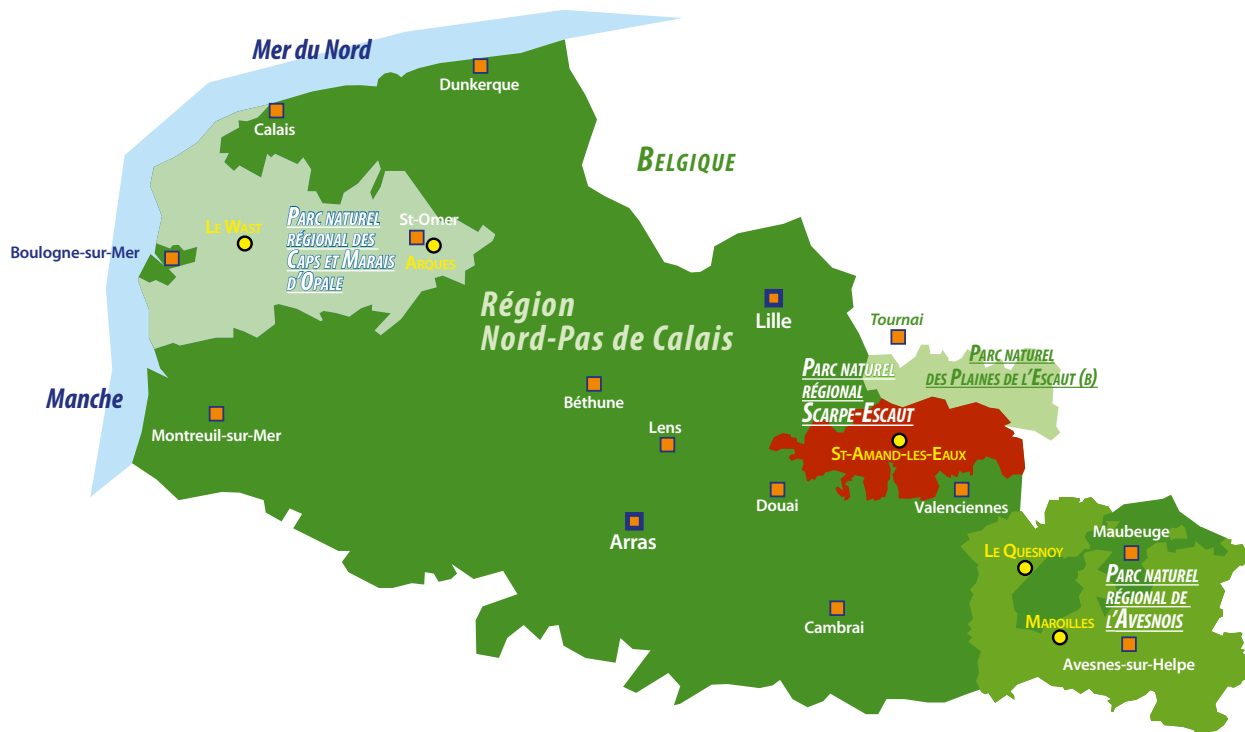 Mer du Nord
Dunkerque
Calais
Belgique
Le Wast
Parc naturel
régional des
Caps et Marais
d'Opale
St-Omer
Arques
Boulogne-sur-Mer
Région
Nord-Pas de Calais
Lille
Tournai
Parc naturel
des Plaines de l'Escaut (b)
Parc naturel
régional
Scarpe-Escaut
Manche
Montreuil-sur-Mer
Béthune
Lens
St-Amand-les-Eaux
Douai
Valenciennes
Arras
Maubeuge
Le Quesnoy
Parc naturel
régional de
l'Avesnois
Cambrai
Maroilles
Avesnes-sur-Helpe